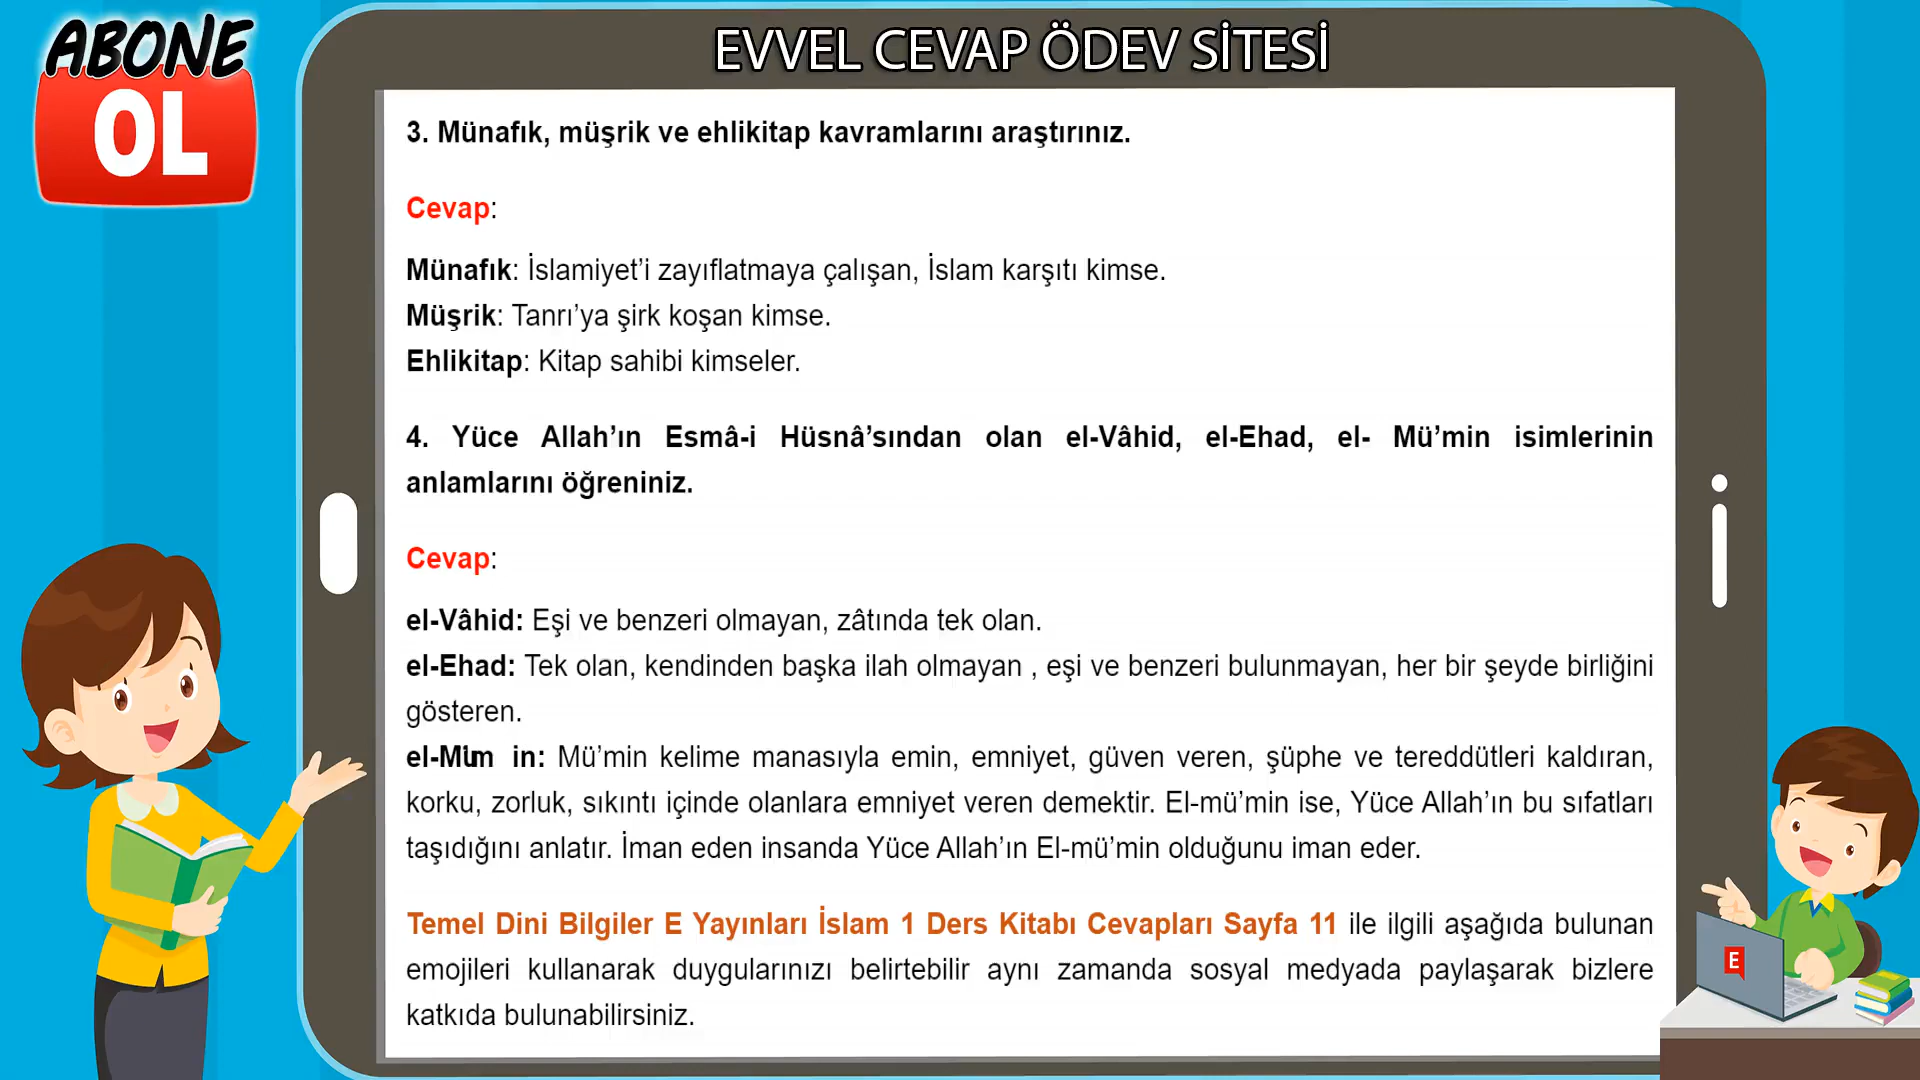 ABONE
OL
EVVEL CEVAP ÖDEV SİTESİ
3. Münafık, müşrik ve ehlikitap kavramlarını araştırınız.
Cevap:
Münafık: İslamiyet’i zayıflatmaya çalışan, İslam karşıtı kimse.
Müşrik: Tanrı’ya şirk koşan kimse.
Ehlikitap: Kitap sahibi kimseler.
4. Yüce Allah’ın Esmâ-i Hüsnâ’sından olan el-Vâhid, el-Ehad, el- Mü’min isimlerinin
anlamlarını öğreniniz.
Cevap:
el-Vâhid: Eşi ve benzeri olmayan, zâtında tek olan.
el-Ehad: Tek olan, kendinden başka ilah olmayan , eşi ve benzeri bulunmayan, her bir şeyde birliğini
gösteren.
el-Mü’min: Mü’min kelime manasıyla emin, emniyet, güven veren, şüphe ve tereddütleri kaldıran,
korku, zorluk, sıkıntı içinde olanlara emniyet veren demektir. El-mü’min ise, Yüce Allah’ın bu sıfatları
taşıdığını anlatır. İman eden insanda Yüce Allah’ın El-mü’min olduğunu iman eder.
Temel Dini Bilgiler E Yayınları İslam 1 Ders Kitabı Cevapları Sayfa 11 ile ilgili aşağıda bulunan
emojileri kullanarak duygularınızı belirtebilir aynı zamanda sosyal medyada paylaşarak bizlere
katkıda bulunabilirsiniz.
E